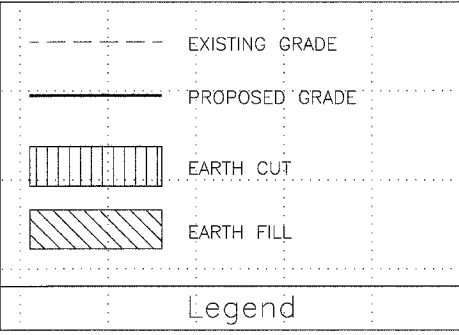 EXISTING GRADE
PROPOSED GRADE
EARTH CUT
EARTH FILL
Legend